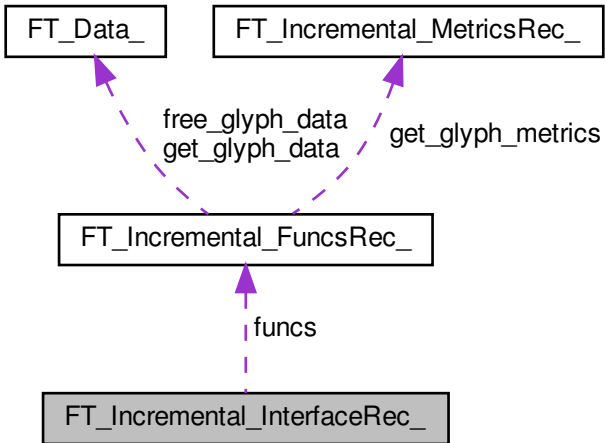 FT_Data_
FT_Incremental_MetricsRec_
free_glyph_data
get_glyph_data
get_glyph_metrics
FT_Incremental_FuncsRec_
funcs
FT_Incremental_InterfaceRec_